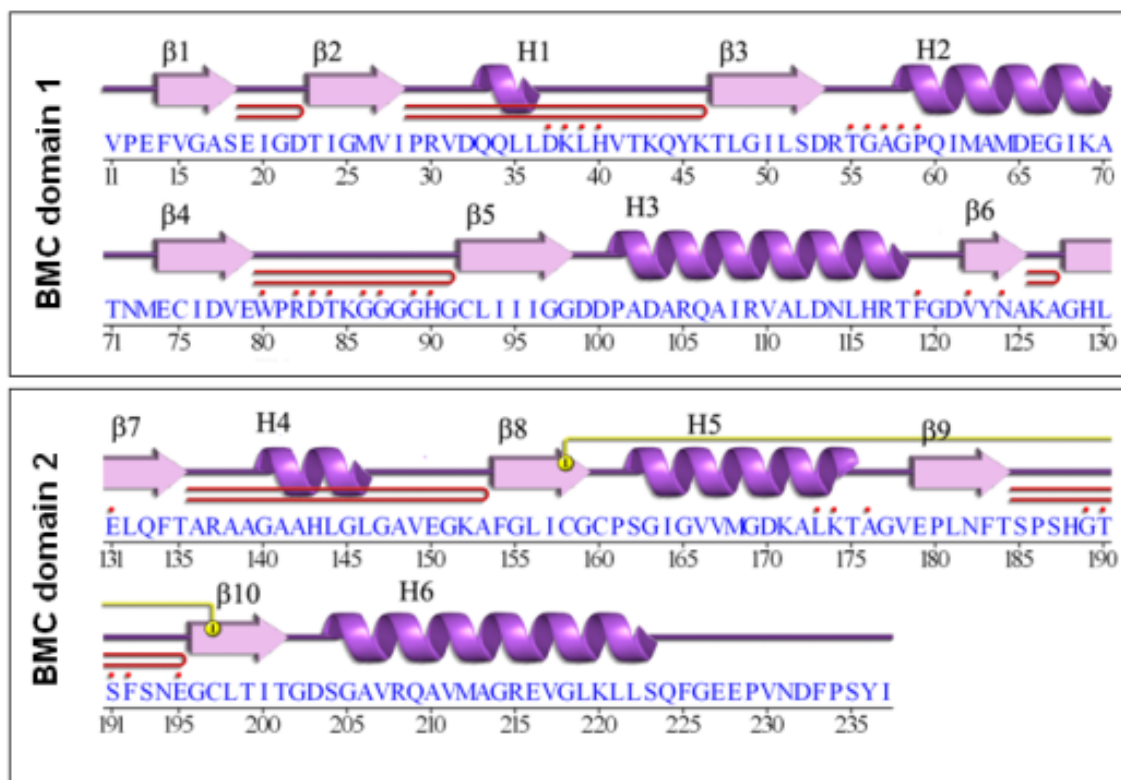 BMC domain 1
β1 β2 H1 β3 H2
VPEFVGASEIGDTIGMVIPRVDQQLLDKLHVTKQYKTLGILSDRTGAGPQIMAMDEGIKA
11 15 20 25 30 35 40 45 50 55 60 65 70
β4 β5 H3 β6
TNMECIDVEWPRDTKGGGGHGCLIIIGGDDPADARQAIRVALDNLHRTFGDVYNAKAGHL
71 75 80 85 90 95 100 105 110 115 120 125 130
BMC domain 2
β7 H4 β8 H5 β9
1
ELQFTARAAGAAHLGLGAVEGKAFGLICGCPSGIGVVMGDKALKTAGVEPLNFTSPSHGT
131 135 140 145 150 155 160 165 170 175 180 185 190
β10 H6
1
SFSNEGCLTITGDSGAVRQAVMAGREVGLKLLSQFGEEPVNDFPSYI
191 195 200 205 210 215 220 225 230 235